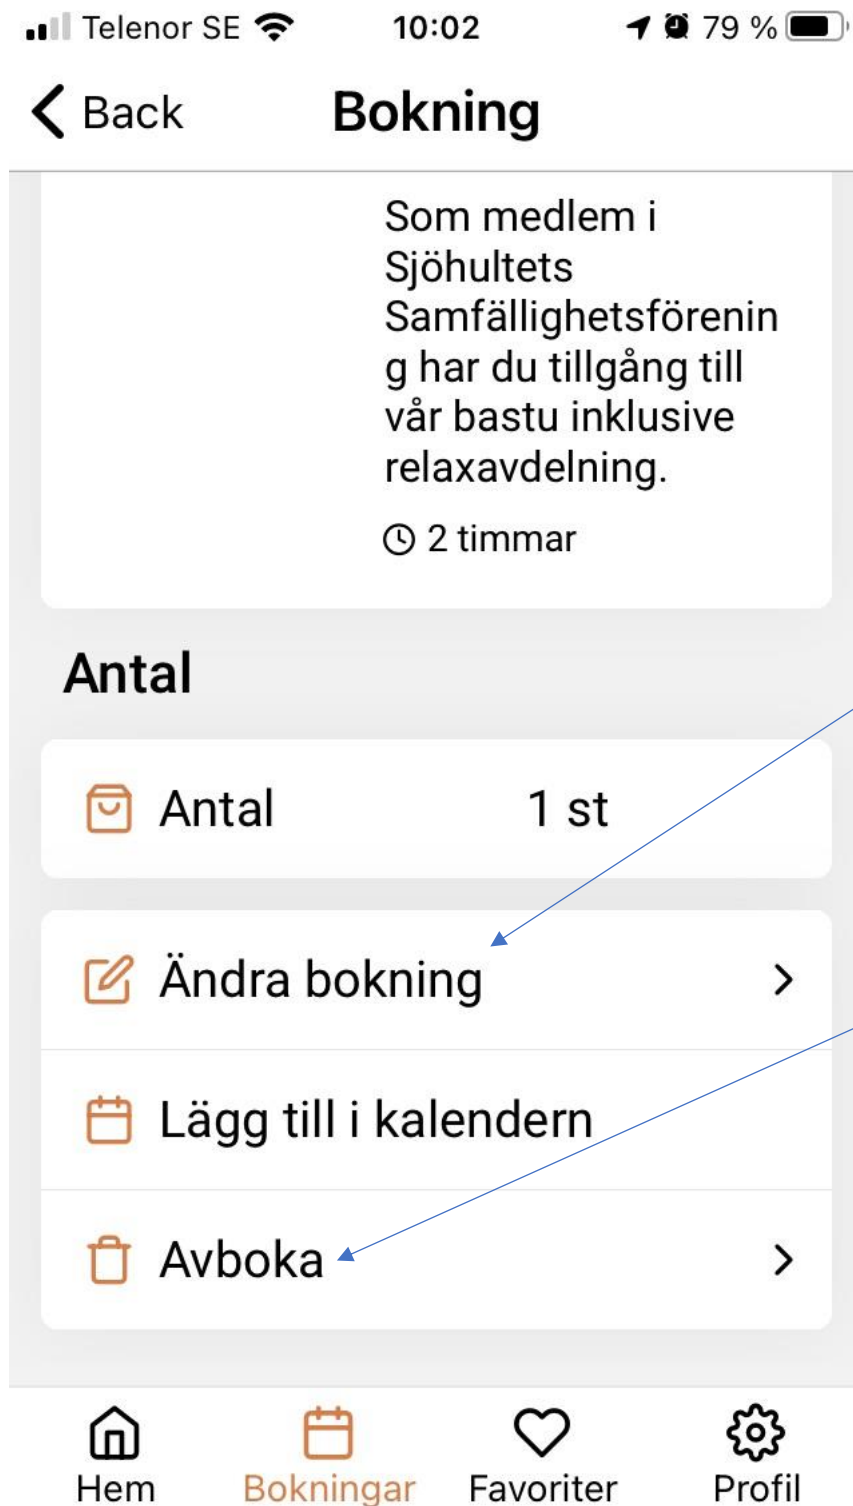 Telenor SE 10:02 79 %
Back Bokning
Som medlem i
Sjöhultets
Samfällighetsförenin
g har du tillgång till
vår bastu inklusive
relaxavdelning.
2 timmar
Antal
Antal 1 st
Ändra bokning
Lägg till i kalendern
Avboka
Hem Bokningar Favoriter Profil